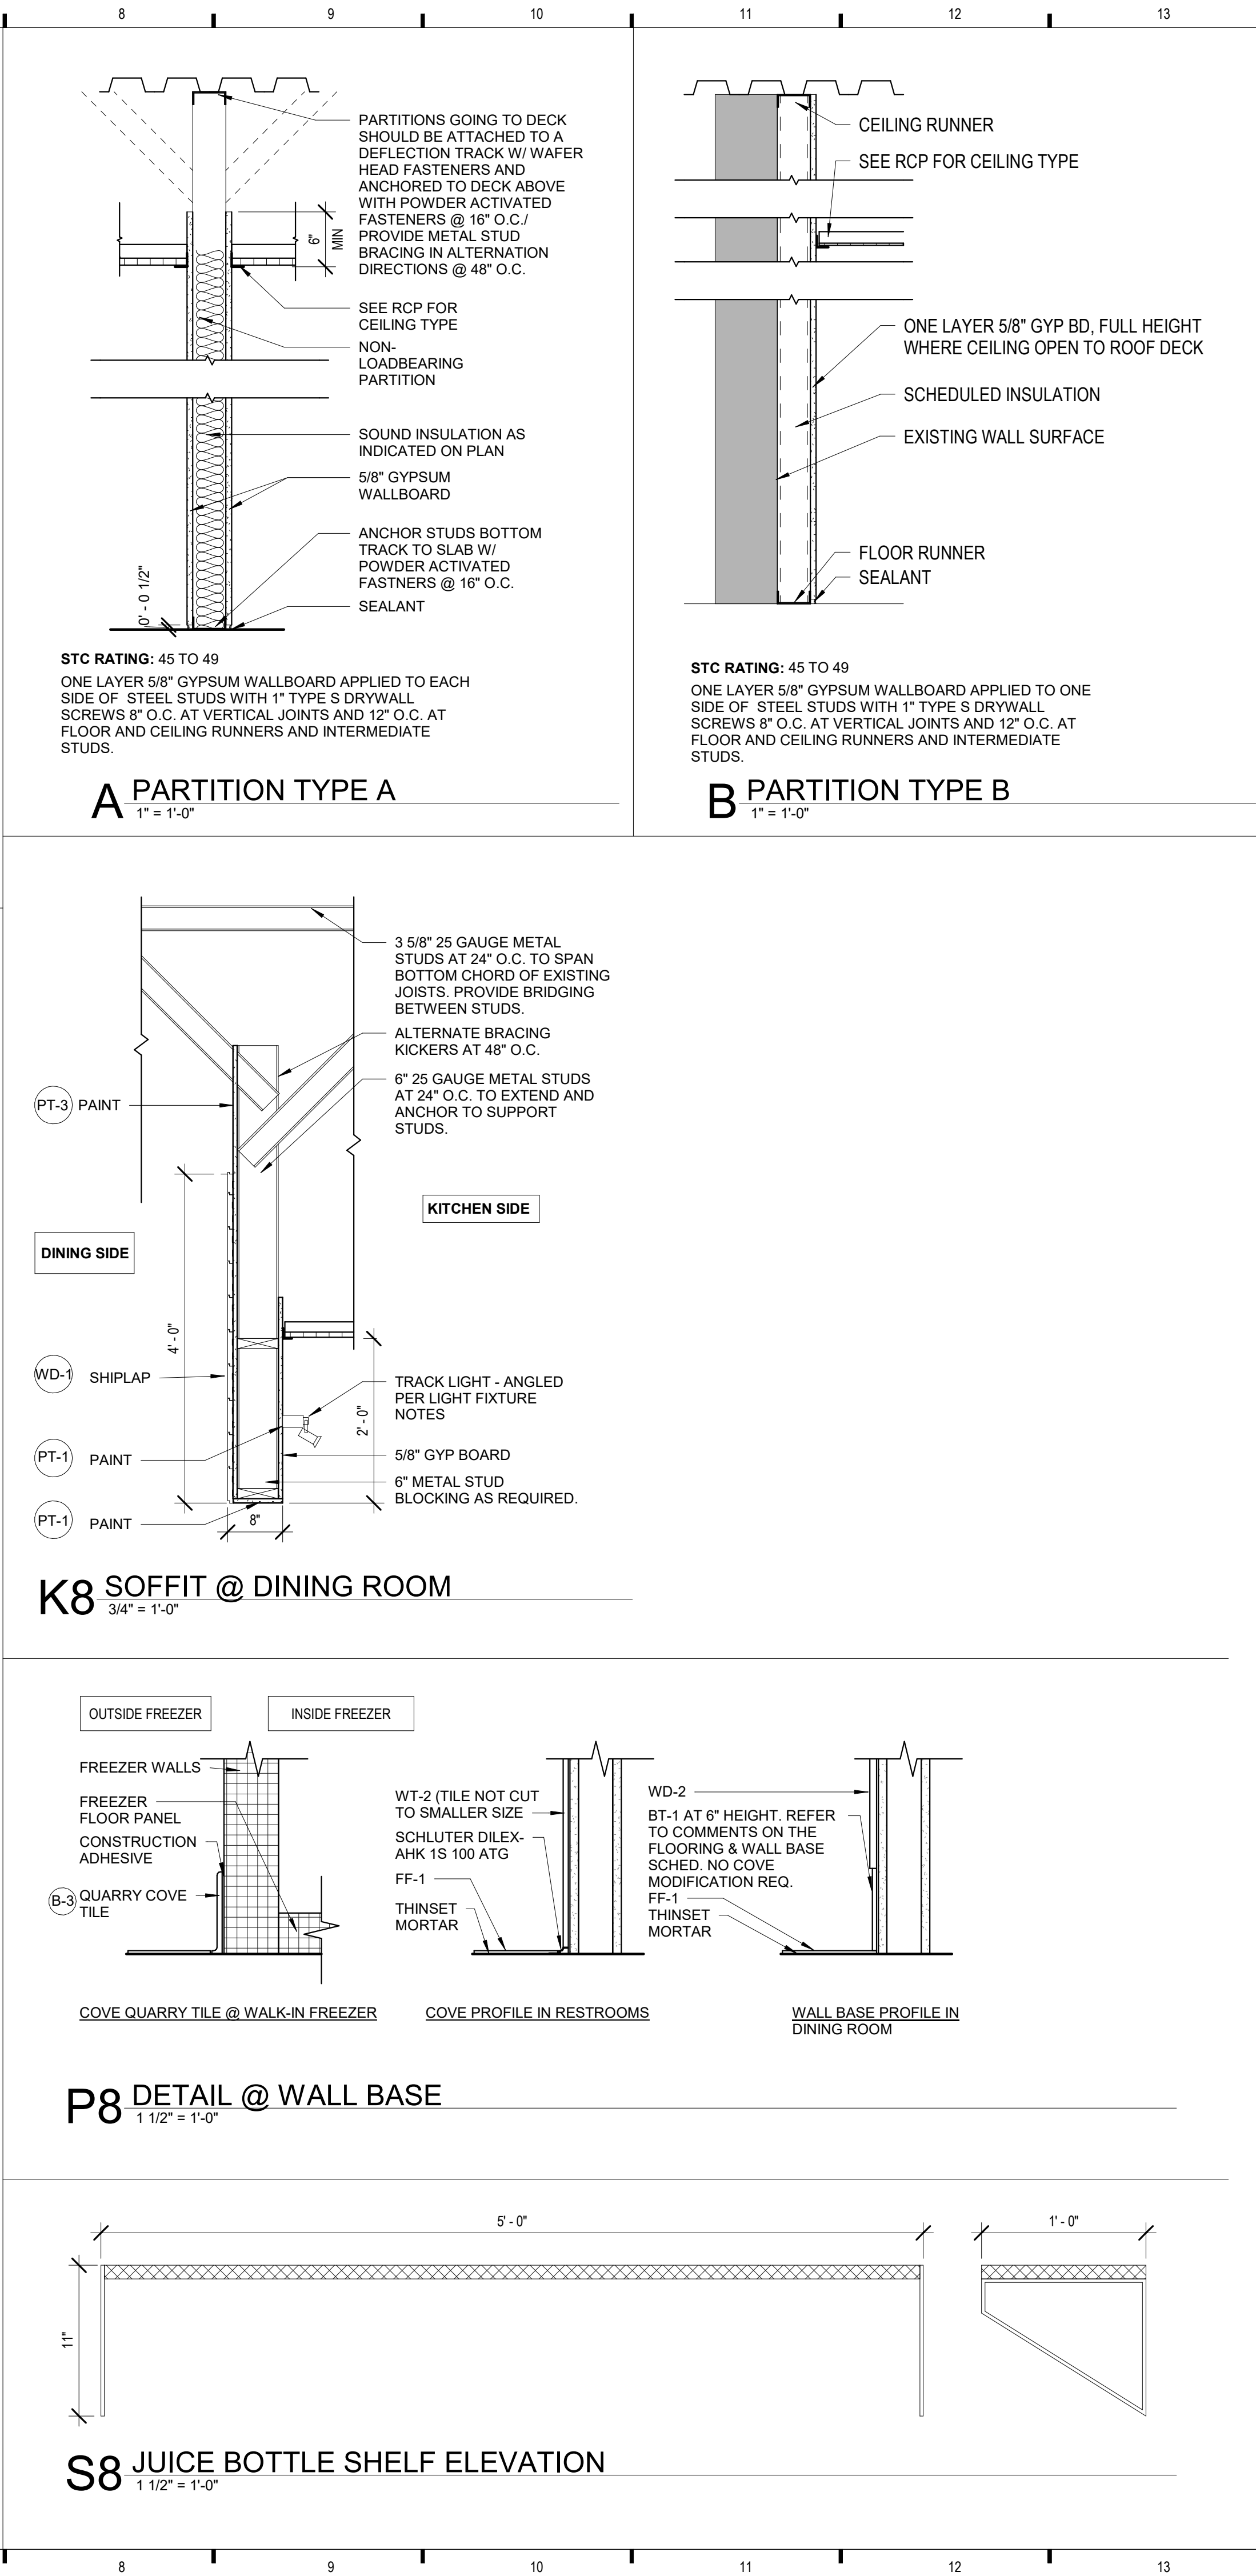 8 9 10 11 12 13
PARTITIONS GOING TO DECK
SHOULD BE ATTACHED TO A
DEFLECTION TRACK W/ WAFER
HEAD FASTENERS AND
ANCHORED TO DECK ABOVE
WITH POWDER ACTIVATED
FASTENERS @ 16" O.C./
PROVIDE METAL STUD
BRACING IN ALTERNATION
DIRECTIONS @ 48" O.C.
6"
MIN
SEE RCP FOR
CEILING TYPE
NON-
LOADBEARING
PARTITION
SOUND INSULATION AS
INDICATED ON PLAN
5/8" GYPSUM
WALLBOARD
ANCHOR STUDS BOTTOM
TRACK TO SLAB W/
POWDER ACTIVATED
FASTNERS @ 16" O.C.
SEALANT
0' - 0 1/2"
STC RATING: 45 TO 49
ONE LAYER 5/8" GYPSUM WALLBOARD APPLIED TO EACH
SIDE OF STEEL STUDS WITH 1" TYPE S DRYWALL
SCREWS 8" O.C. AT VERTICAL JOINTS AND 12" O.C. AT
FLOOR AND CEILING RUNNERS AND INTERMEDIATE
STUDS.
A PARTITION TYPE A
1" = 1'-0"
CEILING RUNNER
SEE RCP FOR CEILING TYPE
ONE LAYER 5/8" GYP BD, FULL HEIGHT
WHERE CEILING OPEN TO ROOF DECK
SCHEDULED INSULATION
EXISTING WALL SURFACE
FLOOR RUNNER
SEALANT
STC RATING: 45 TO 49
ONE LAYER 5/8" GYPSUM WALLBOARD APPLIED TO ONE
SIDE OF STEEL STUDS WITH 1" TYPE S DRYWALL
SCREWS 8" O.C. AT VERTICAL JOINTS AND 12" O.C. AT
FLOOR AND CEILING RUNNERS AND INTERMEDIATE
STUDS.
B PARTITION TYPE B
1" = 1'-0"
3 5/8" 25 GAUGE METAL
STUDS AT 24" O.C. TO SPAN
BOTTOM CHORD OF EXISTING
JOISTS. PROVIDE BRIDGING
BETWEEN STUDS.
ALTERNATE BRACING
KICKERS AT 48" O.C.
6" 25 GAUGE METAL STUDS
AT 24" O.C. TO EXTEND AND
ANCHOR TO SUPPORT
STUDS.
PT-3 PAINT
KITCHEN SIDE
DINING SIDE
4' - 0"
WD-1 SHIPLAP
TRACK LIGHT - ANGLED
PER LIGHT FIXTURE
NOTES
2' - 0"
PT-1 PAINT
5/8" GYP BOARD
6" METAL STUD
BLOCKING AS REQUIRED.
PT-1 PAINT
8"
K8 SOFFIT @ DINING ROOM
3/4" = 1'-0"
OUTSIDE FREEZER
INSIDE FREEZER
FREEZER WALLS
FREEZER
FLOOR PANEL
CONSTRUCTION
ADHESIVE
B-3 QUARRY COVE
TILE
COVE QUARRY TILE @ WALK-IN FREEZER
WT-2 (TILE NOT CUT
TO SMALLER SIZE
SCHLUTER DILEX-
AHK 1S 100 ATG
FF-1
THINSET
MORTAR
COVE PROFILE IN RESTROOMS
WD-2
BT-1 AT 6" HEIGHT. REFER
TO COMMENTS ON THE
FLOORING & WALL BASE
SCHED. NO COVE
MODIFICATION REQ.
FF-1
THINSET
MORTAR
WALL BASE PROFILE IN
DINING ROOM
P8 DETAIL @ WALL BASE
1 1/2" = 1'-0"
5' - 0"
1' - 0"
11"
S8 JUICE BOTTLE SHELF ELEVATION
1 1/2" = 1'-0"
8 9 10 11 12 13